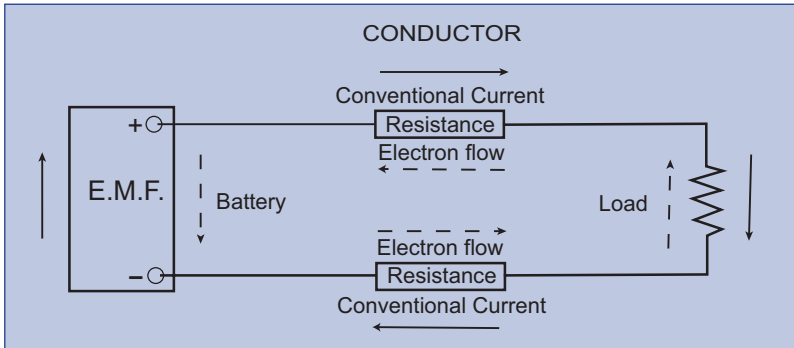 CONDUCTOR
Conventional Current
+ Resistance
Electron flow
E.M.F. Battery Load
Electron flow
– Resistance
Conventional Current